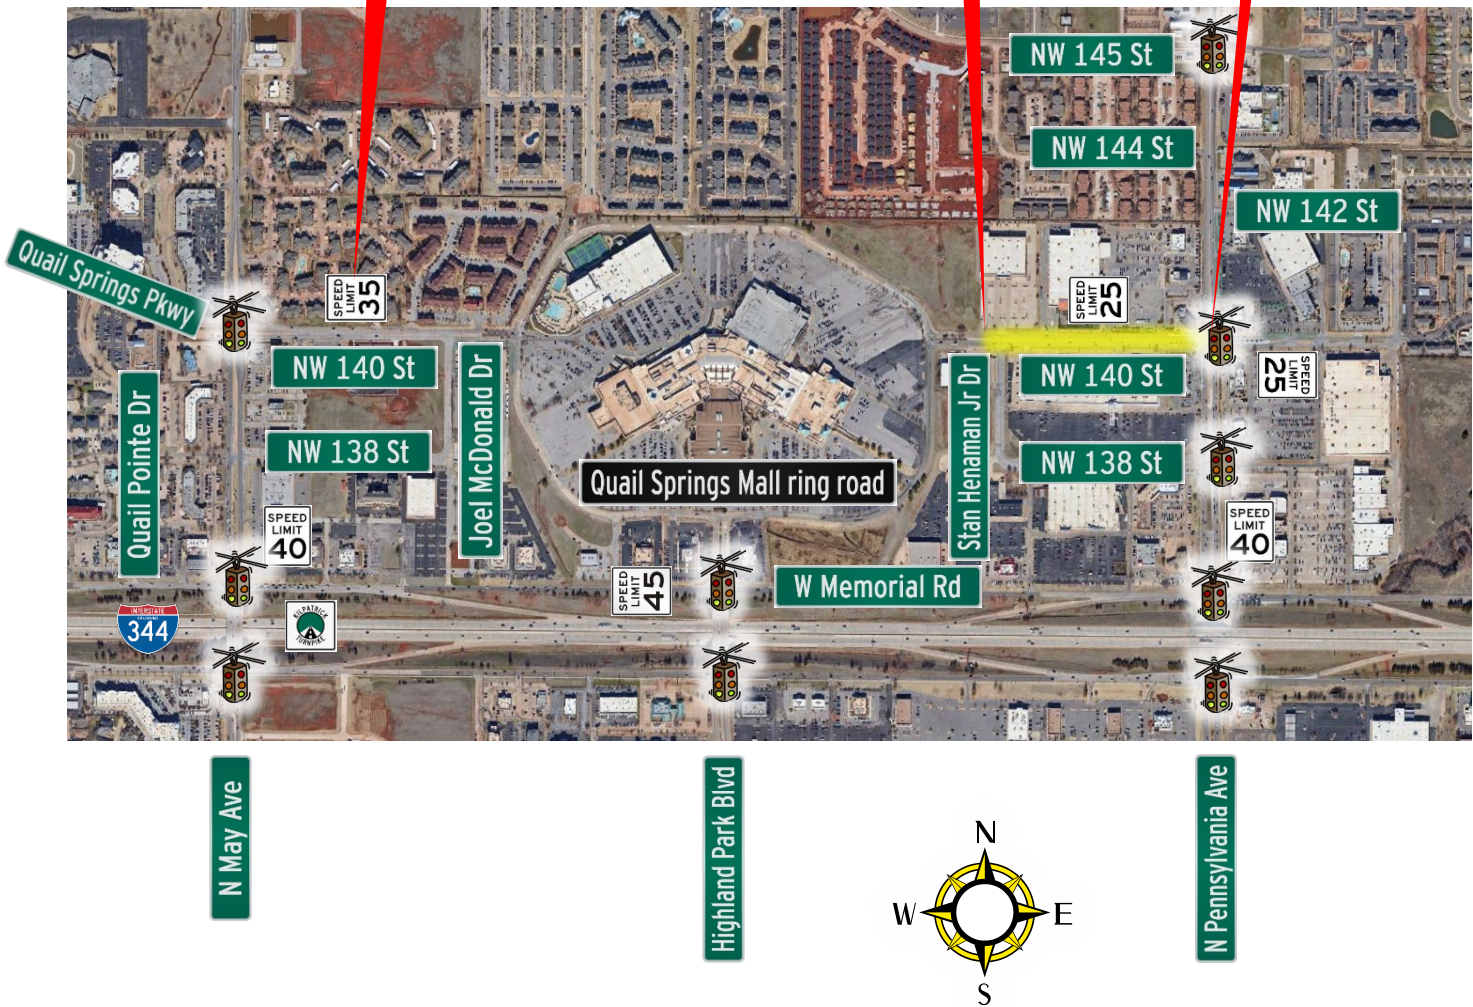 NW 145 St
NW 144 St
NW 142 St
Quail Springs Pkwy
SPEED
LIMIT
35
SPEED
LIMIT
25
NW 140 St
NW 140 St
SPEED
LIMIT
25
Quail Pointe Dr
Joel McDonald Dr
Stan Henaman Jr Dr
NW 138 St
NW 138 St
Quail Springs Mall ring road
SPEED
LIMIT
40
SPEED
LIMIT
40
SPEED
LIMIT
45
W Memorial Rd
INTERSTATE
344
KILPATRICK
TURNPIKE
N May Ave
Highland Park Blvd
N Pennsylvania Ave
N
W
E
S